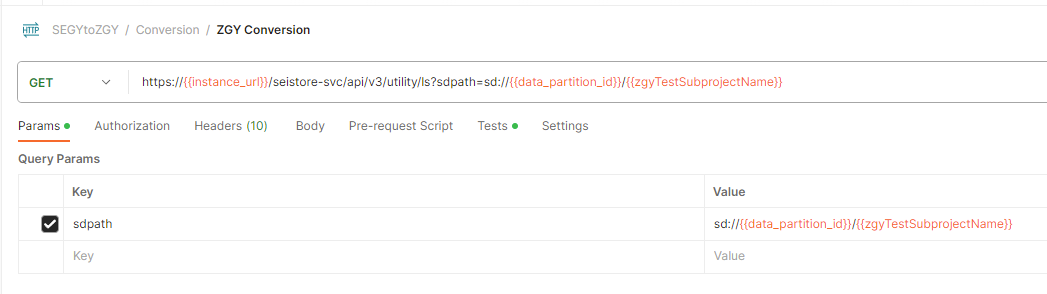 HTTP SEGYtoZGY / Conversion / ZGY Conversion
GET https://{{instance_url}}/seistore-svc/api/v3/utility/ls?sdpath=sd://{{data_partition_id}}/{{zgyTestSubprojectName}}
Params Authorization Headers (10) Body Pre-request Script Tests Settings
Query Params
Key Value
sdpath sd://{{data_partition_id}}/{{zgyTestSubprojectName}}
Key Value